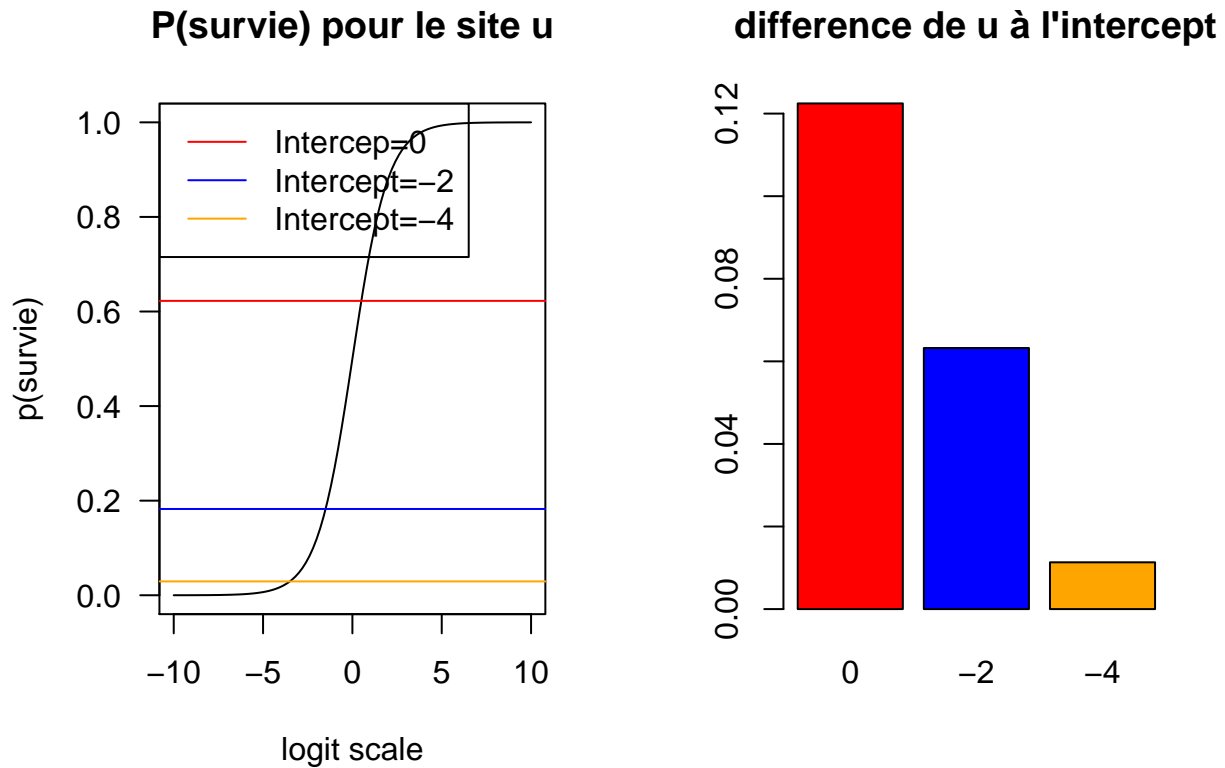 P(survie) pour le site u
1.0
0.8
0.6
0.4
0.2
0.0
p(survie)
Intercep=0
Intercept=−2
Intercept=−4
−10 −5 0 5 10
logit scale
difference de u à l'intercept
0.12
0.08
0.04
0.00
0 −2 −4